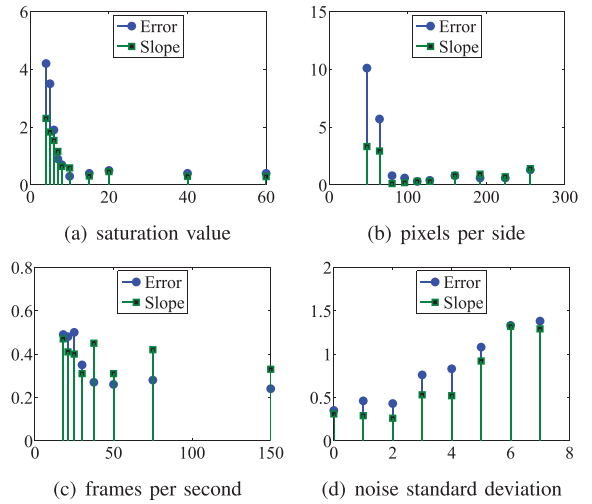 6
4
2
0
0 20 40 60
Error
Slope
(a) saturation value
15
10
5
0
0 100 200 300
Error
Slope
(b) pixels per side
0.8
0.6
0.4
0.2
0
0 50 100 150
Error
Slope
(c) frames per second
2
1.5
1
0.5
0
0 2 4 6 8
Error
Slope
(d) noise standard deviation